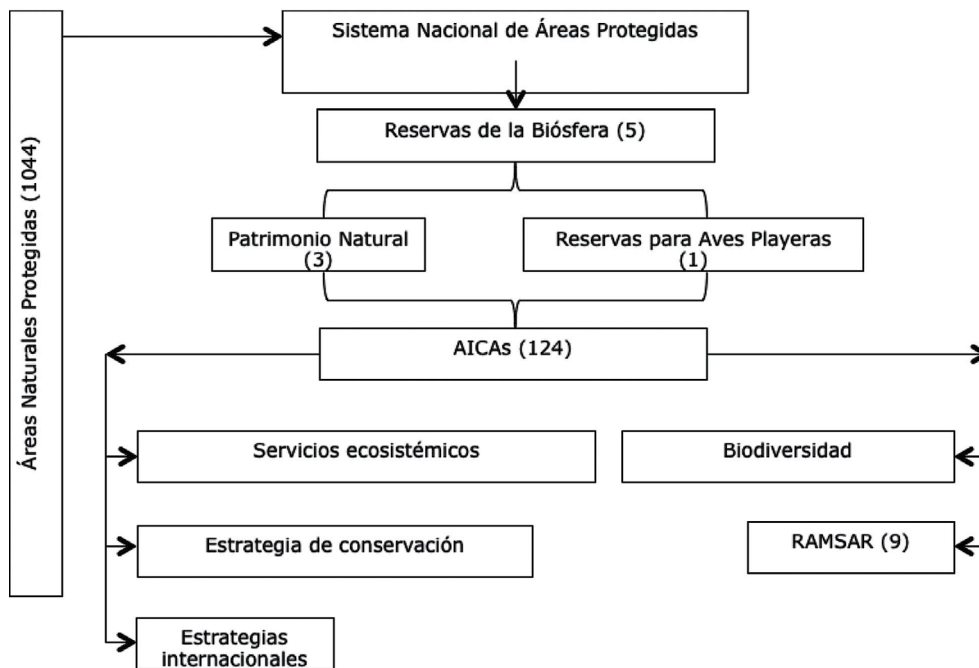 Áreas Naturales Protegidas (1044)
Sistema Nacional de Áreas Protegidas
Reservas de la Biósfera (5)
Patrimonio Natural
(3)
Reservas para Aves Playeras
(1)
AICAs (124)
Servicios ecosistémicos
Biodiversidad
Estrategia de conservación
RAMSAR (9)
Estrategias
internacionales